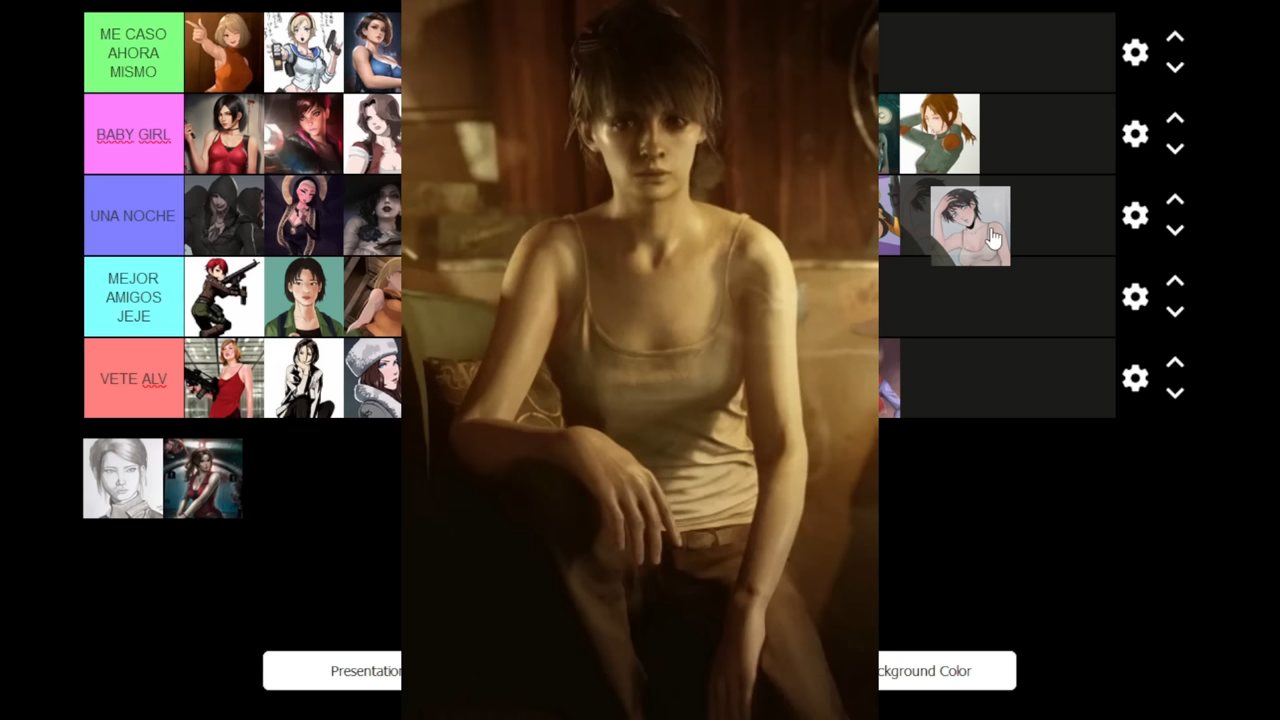 ME CASO
AHORA
MISMO
BABY GIRL
UNA NOCHE
MEJOR
AMIGOS
JEJE
VETE ALV
Presentation
ckground Color